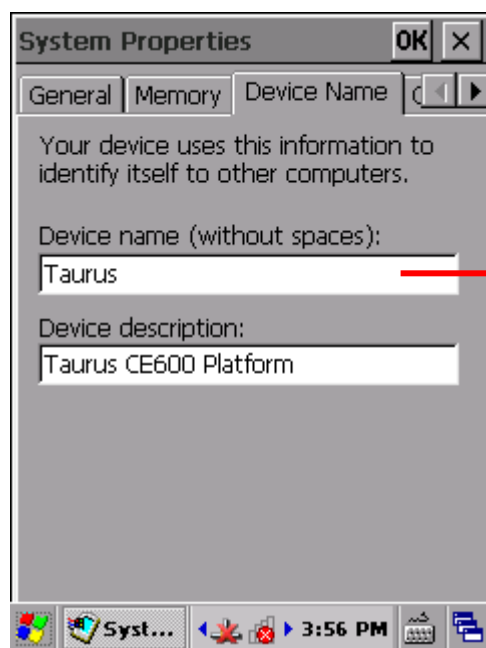 System Properties OK
General Memory Device Name
Your device uses this information to
identify itself to other computers.
Device name (without spaces):
Taurus
Device description:
Taurus CE600 Platform
Syst... 3:56 PM